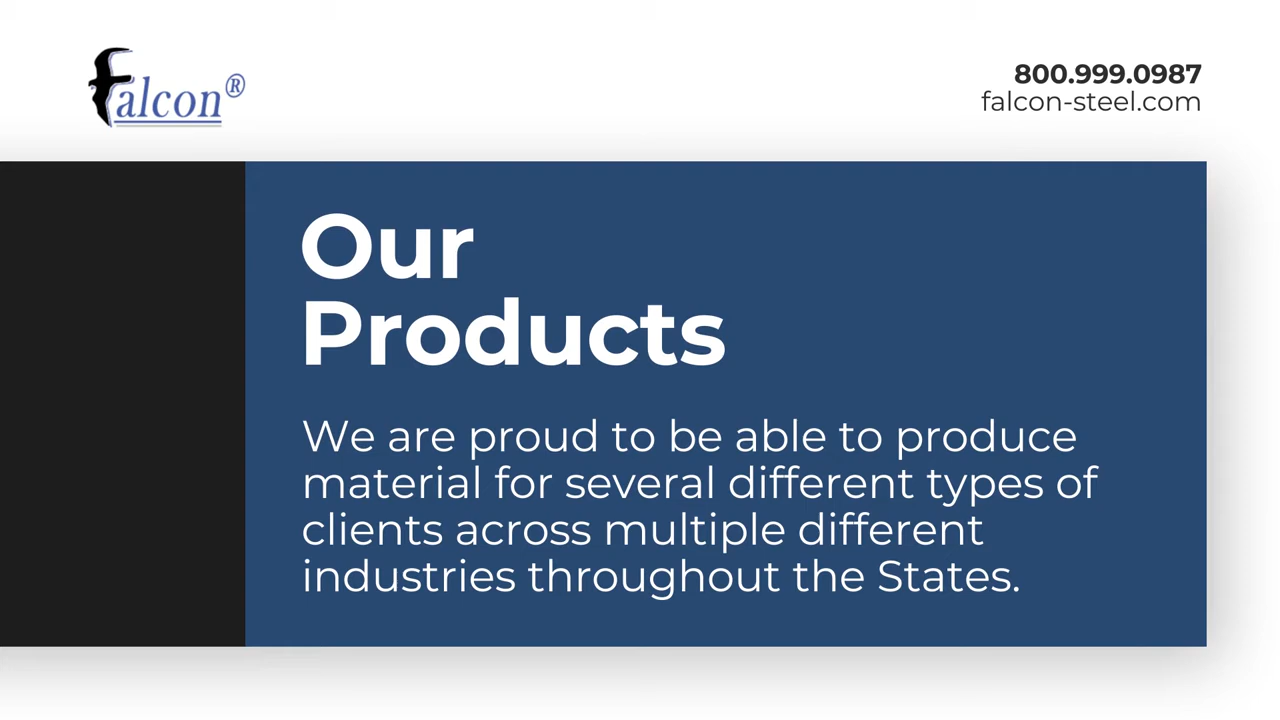 Falcon®
800.999.0987
falcon-steel.com
Our
Products
We are proud to be able to produce
material for several different types of
clients across multiple different
industries throughout the States.